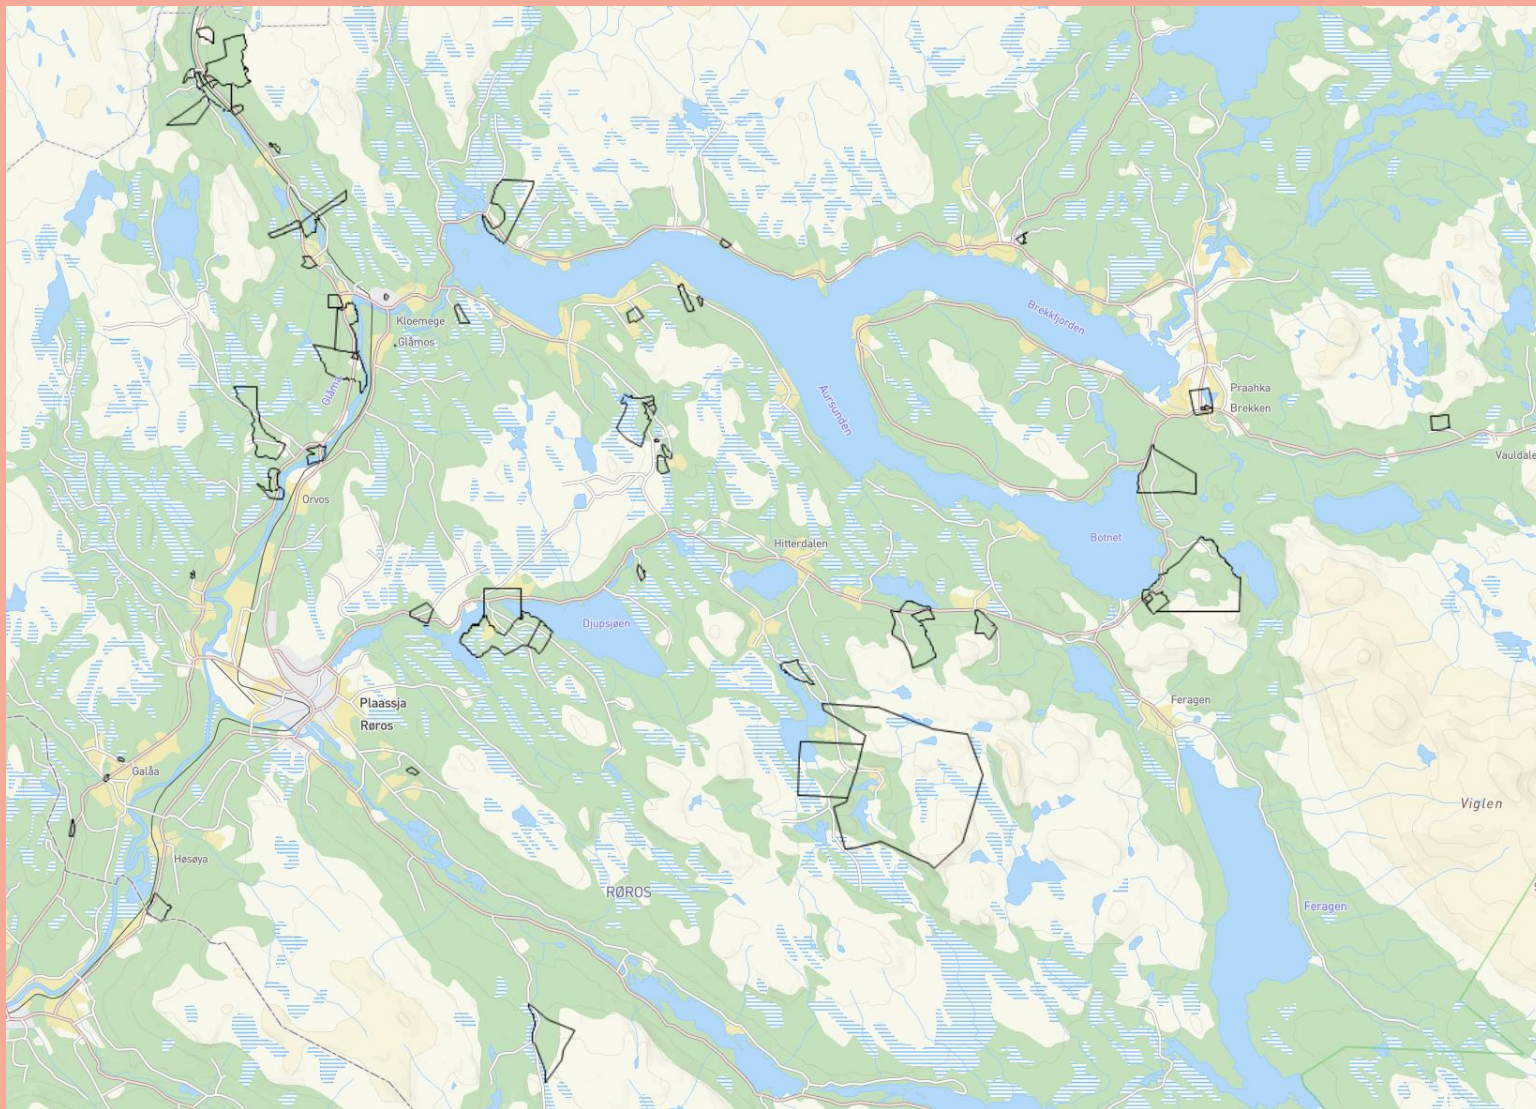 Brekkfjorden
Kloemege
Glåmos
Glåma
Aursunden
Praahka
Brekken
Vauldale
Orvos
Botnet
Hitterdalen
Djupsjøen
Plaassja
Røros
Feragen
Galåa
Viglen
Høsøya
RØROS
Feragen